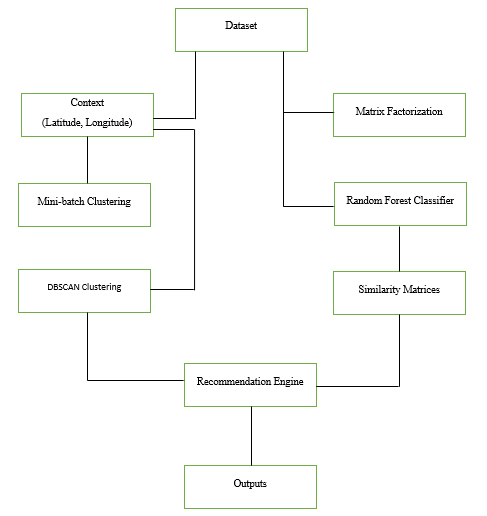 Dataset
Context
(Latitude, Longitude)
Matrix Factorization
Mini-batch Clustering
Random Forest Classifier
DBSCAN Clustering
Similarity Matrices
Recommendation Engine
Outputs